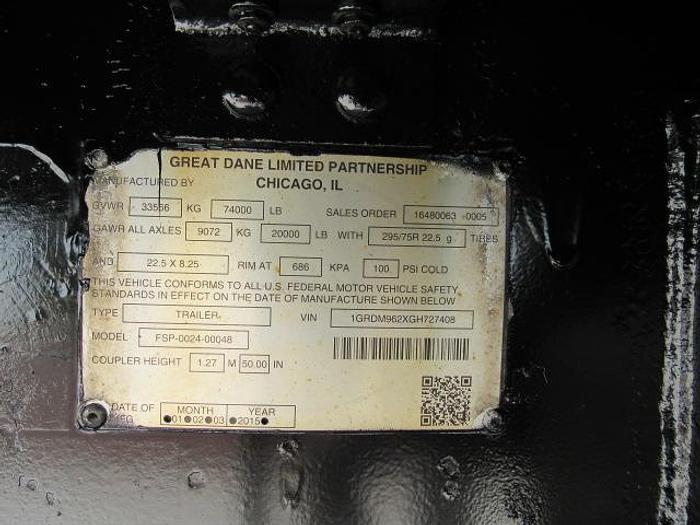 GREAT DANE LIMITED PARTNERSHIP
MANUFACTURED BY CHICAGO, IL
GVWR 33556 KG 74000 LB SALES ORDER 16480063 -0005
GAWR ALL AXLES 9072 KG 20000 LB WITH 295/75R 22.5 g TIRES
AND 22.5 X 8.25 RIM AT 686 KPA 100 PSI COLD
THIS VEHICLE CONFORMS TO ALL U.S. FEDERAL MOTOR VEHICLE SAFETY
STANDARDS IN EFFECT ON THE DATE OF MANUFACTURE SHOWN BELOW
TYPE TRAILER VIN 1GRDM962XGH727408
MODEL FSP-0024-00048
COUPLER HEIGHT 1.27 M 50.00 IN
DATE OF MONTH YEAR
MFG 01 02 03 2015